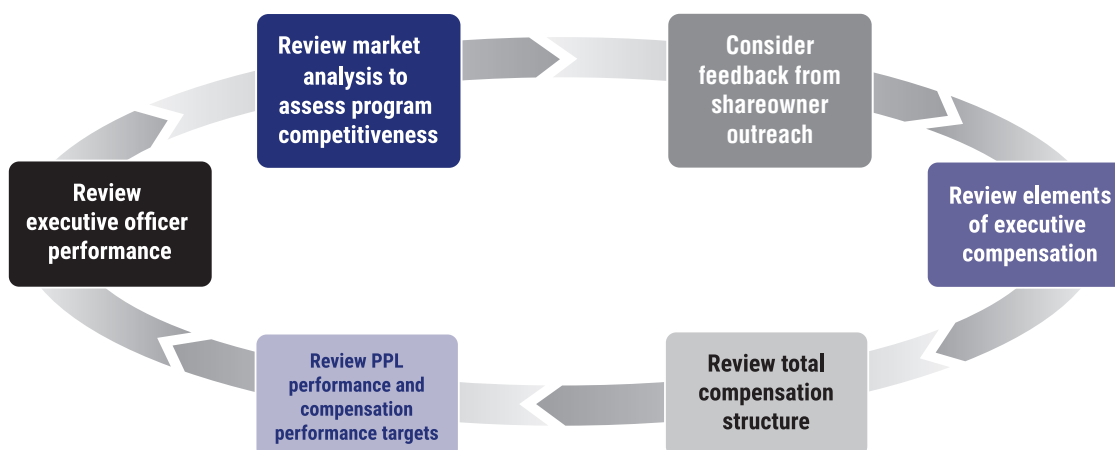 Review market
analysis to
assess program
competitiveness
Consider
feedback from
shareowner
outreach
Review
executive officer
performance
Review elements
of executive
compensation
Review PPL
performance and
compensation
performance targets
Review total
compensation
structure